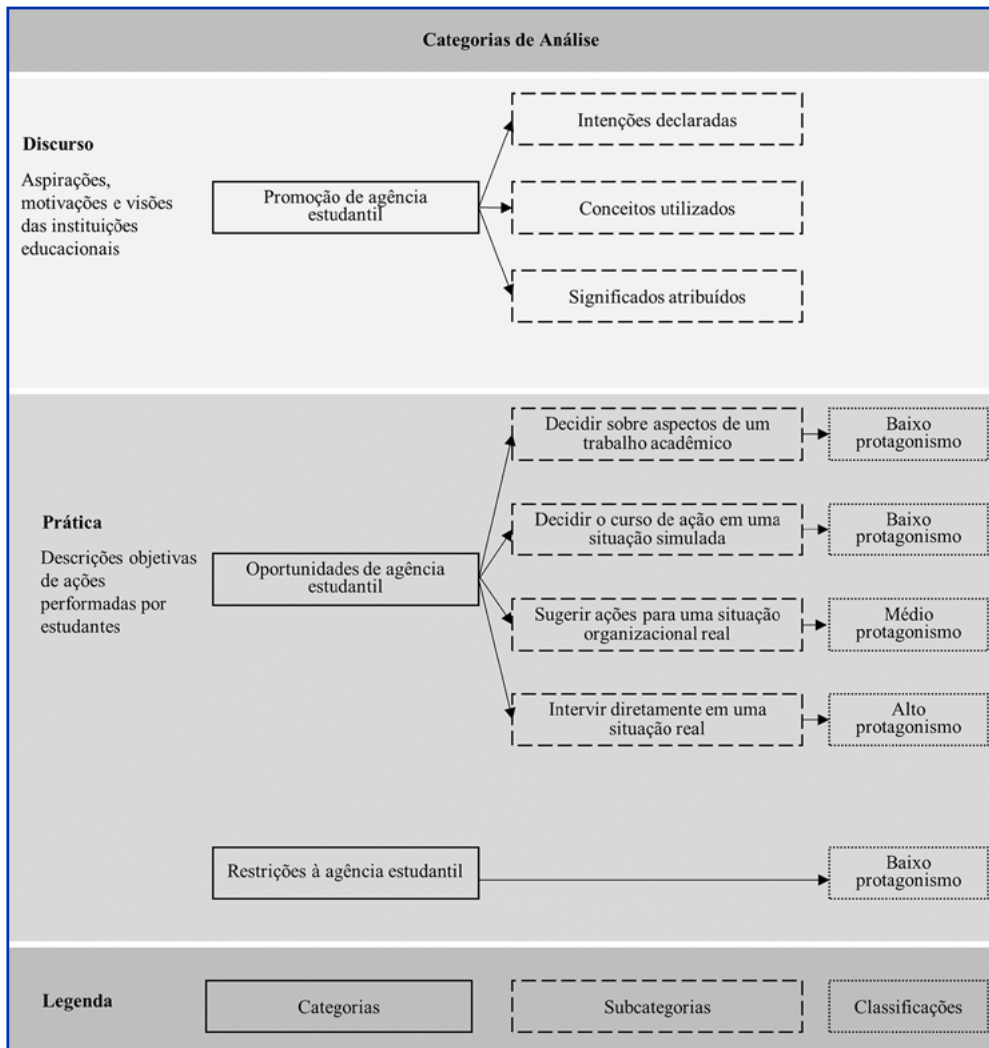 Categorias de Análise
Discurso
Aspirações,
motivações e visões
das instituições
educacionais
Promoção de agência
estudantil
Intenções declaradas
Conceitos utilizados
Significados atribuídos
Prática
Descrições objetivas
de ações
performadas por
estudantes
Oportunidades de agência
estudantil
Decidir sobre aspectos de um
trabalho acadêmico
Baixo
protagonismo
Decidir o curso de ação em uma
situação simulada
Baixo
protagonismo
Sugerir ações para uma situação
organizacional real
Médio
protagonismo
Intervir diretamente em uma
situação real
Alto
protagonismo
Restrições à agência estudantil
Baixo
protagonismo
Legenda
Categorias
Subcategorias
Classificações